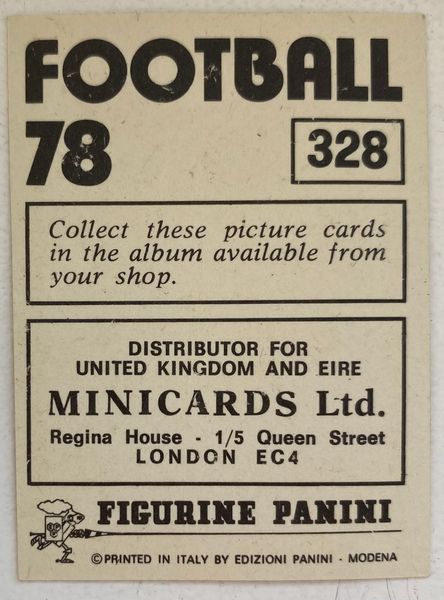 FOOTBALL
78
328
Collect these picture cards
in the album available from
your shop.
DISTRIBUTOR FOR
UNITED KINGDOM AND EIRE
MINICARDS Ltd.
Regina House - 1/5 Queen Street
LONDON EC4
FIGURINE PANINI
©PRINTED IN ITALY BY EDIZIONI PANINI - MODENA